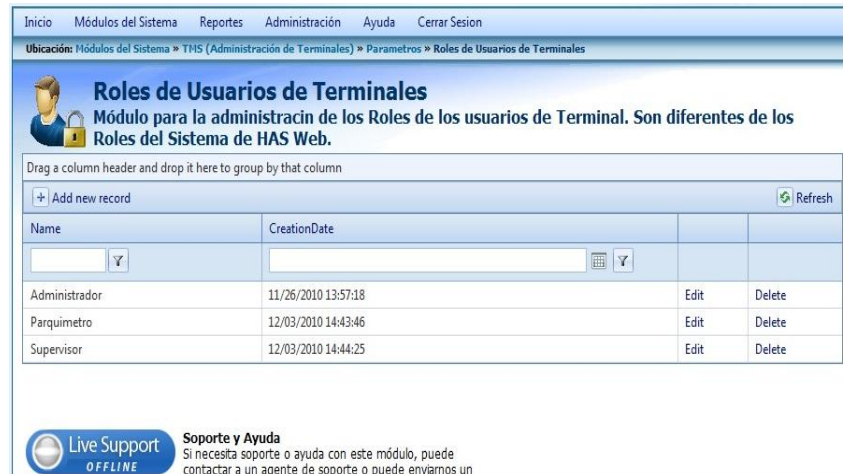 Inicio Módulos del Sistema Reportes Administración Ayuda Cerrar Sesion
Ubicación: Módulos del Sistema » TMS (Administración de Terminales) » Parametros » Roles de Usuarios de Terminales
Roles de Usuarios de Terminales
Módulo para la administracin de los Roles de los usuarios de Terminal. Son diferentes de los
Roles del Sistema de HAS Web.
Drag a column header and drop it here to group by that column
Add new record Refresh
Name CreationDate
Administrador 11/26/2010 13:57:18 Edit Delete
Parquimetro 12/03/2010 14:43:46 Edit Delete
Supervisor 12/03/2010 14:44:25 Edit Delete
Live Support
OFFLINE
Soporte y Ayuda
Si necesita soporte o ayuda con este módulo, puede
contactar a un agente de soporte o puede enviarnos un